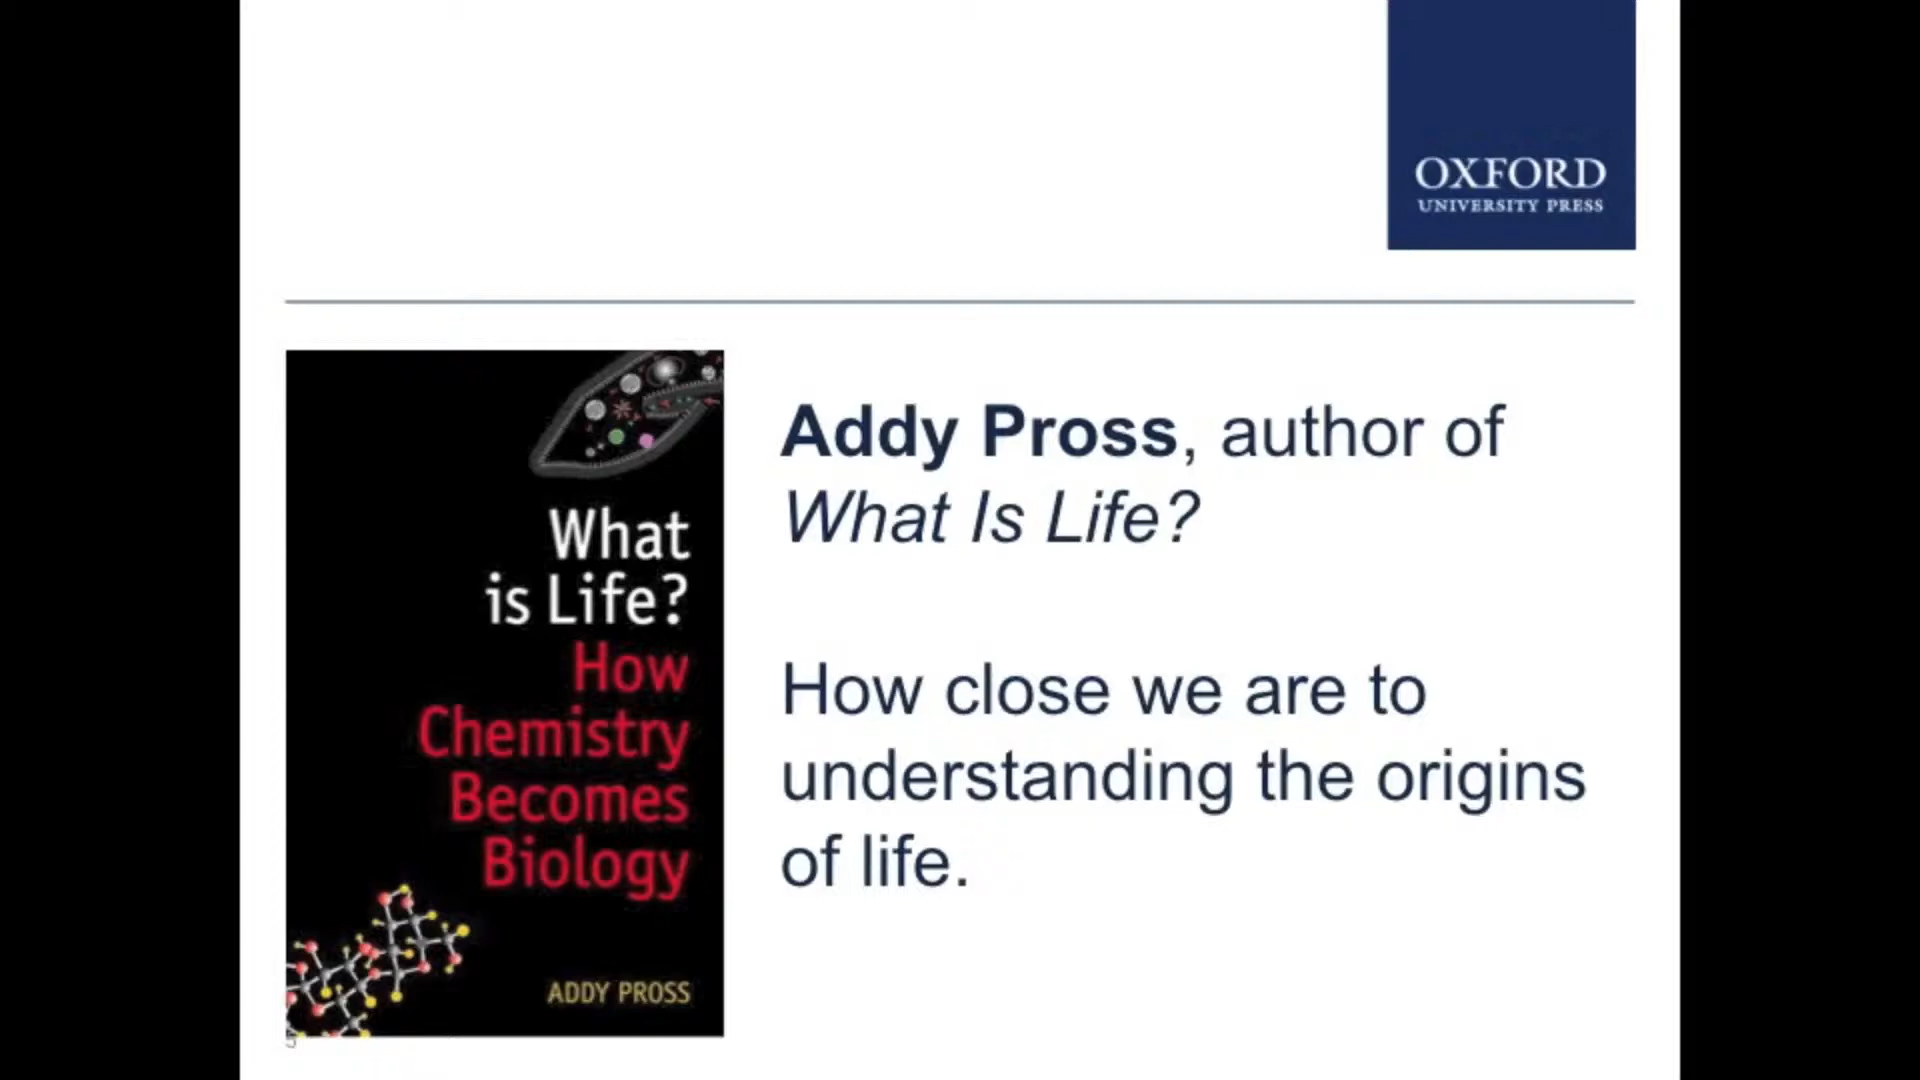 OXFORD
UNIVERSITY PRESS
What
is Life?
How
Chemistry
Becomes
Biology
ADDY PROSS
Addy Pross, author of
What Is Life?
How close we are to
understanding the origins
of life.
5